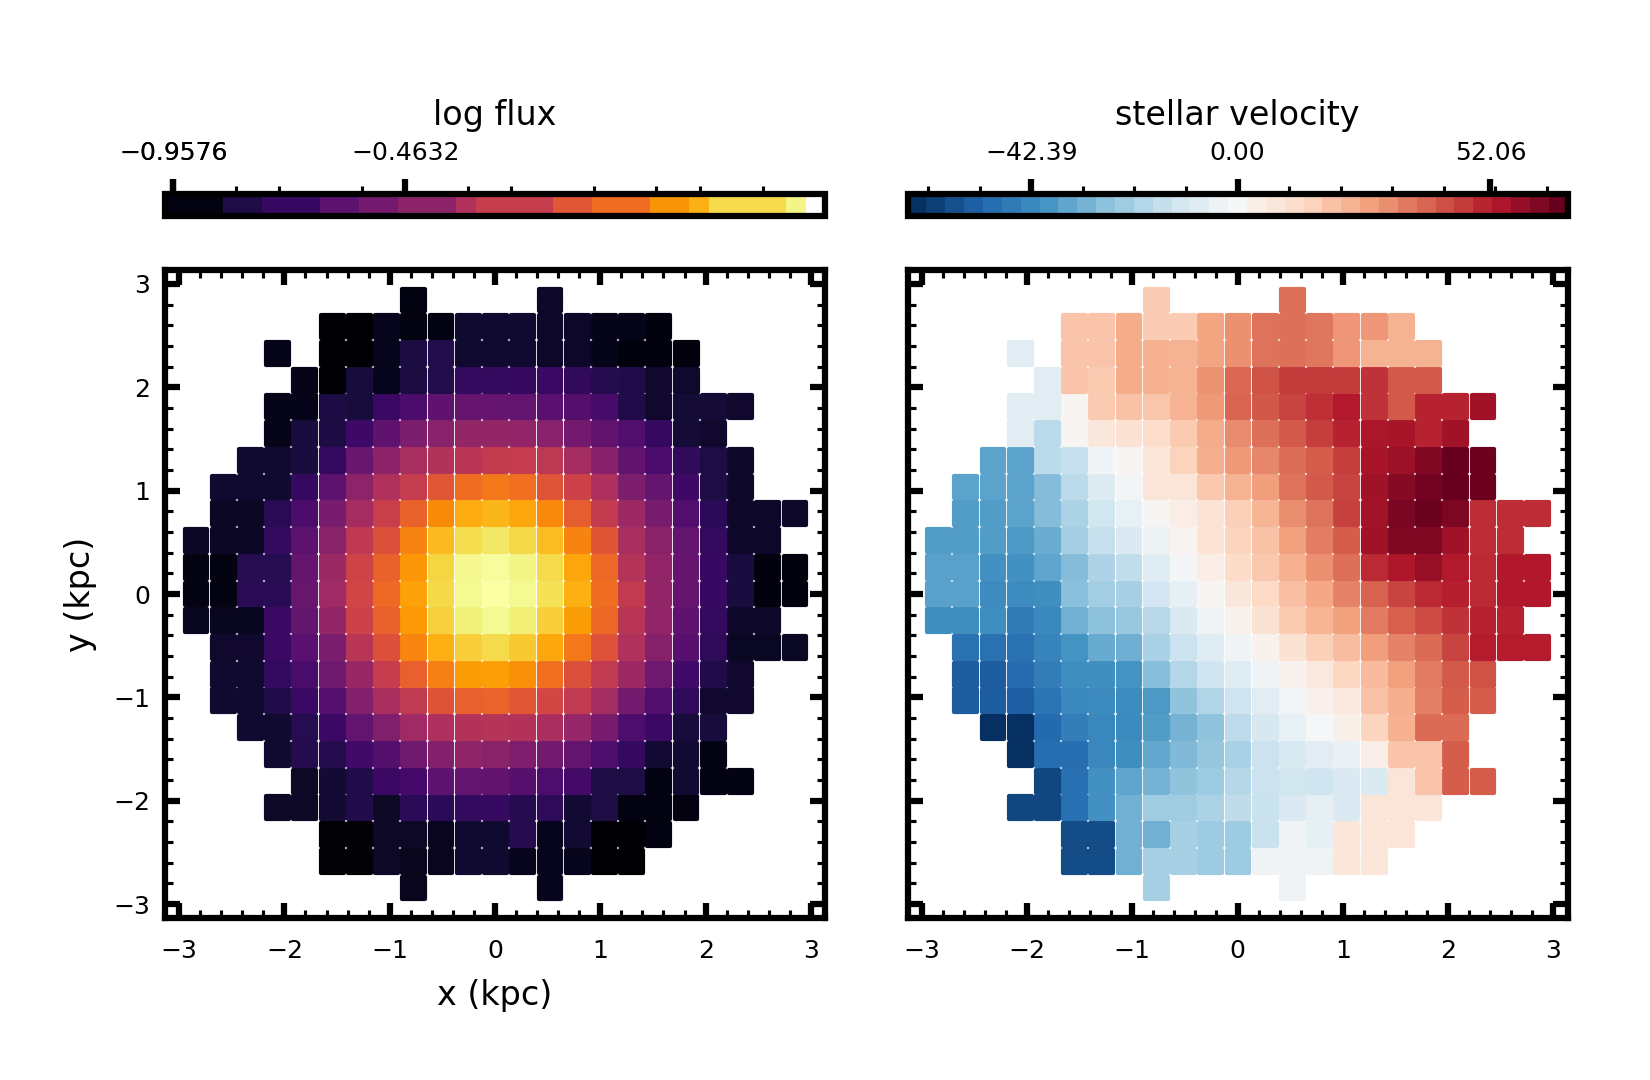 log flux
stellar velocity
−0.9576
−0.4632
−42.39
0.00
52.06
3
2
1
0
−1
−2
−3
y (kpc)
−3 −2 −1 0 1 2 3
−3 −2 −1 0 1 2 3
x (kpc)